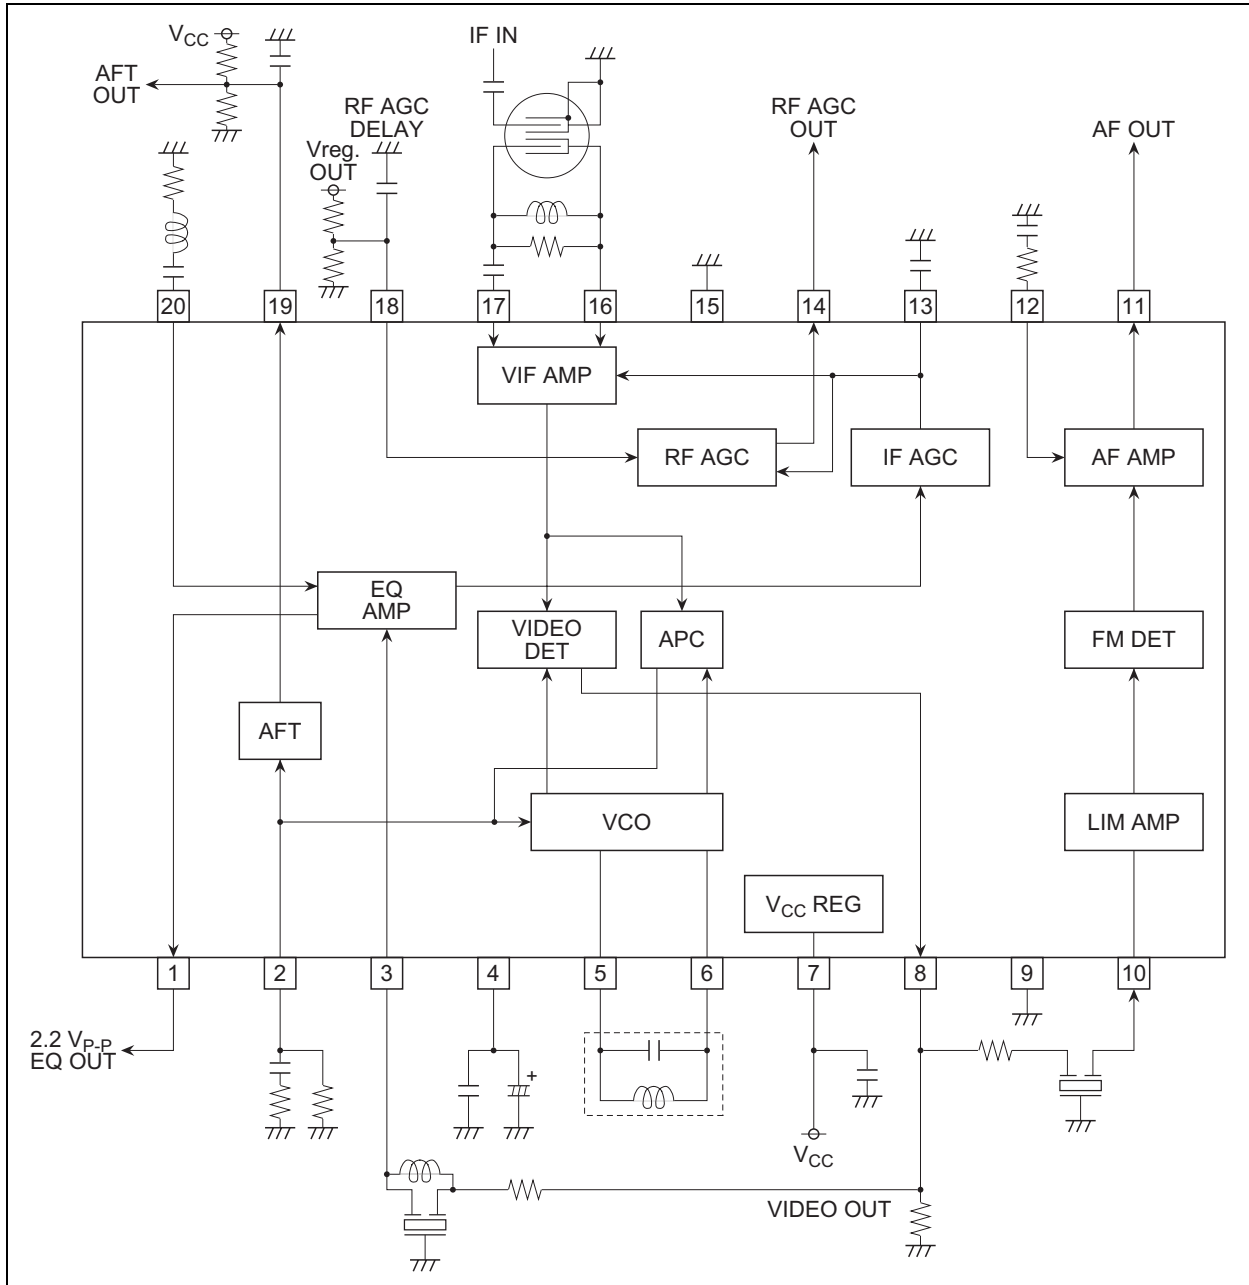 VCC
AFT
OUT
IF IN
RF AGC
DELAY
Vreg.
OUT
RF AGC
OUT
AF OUT
20
19
18
17
16
15
14
13
12
11
VIF AMP
RF AGC
IF AGC
AF AMP
EQ
AMP
VIDEO
DET
APC
FM DET
AFT
VCO
LIM AMP
VCC REG
1
2
3
4
5
6
7
8
9
10
2.2 VP-P
EQ OUT
+
VCC
VIDEO OUT